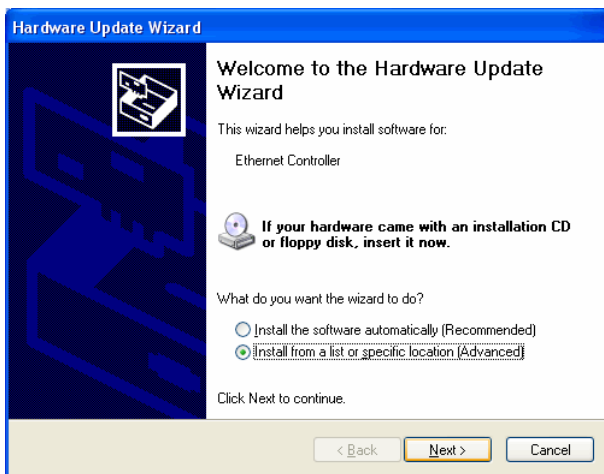 Hardware Update Wizard
Welcome to the Hardware Update
Wizard
This wizard helps you install software for:
Ethernet Controller
If your hardware came with an installation CD
or floppy disk, insert it now.
What do you want the wizard to do?
Install the software automatically (Recommended)
Install from a list or specific location (Advanced)
Click Next to continue.
< Back Next > Cancel